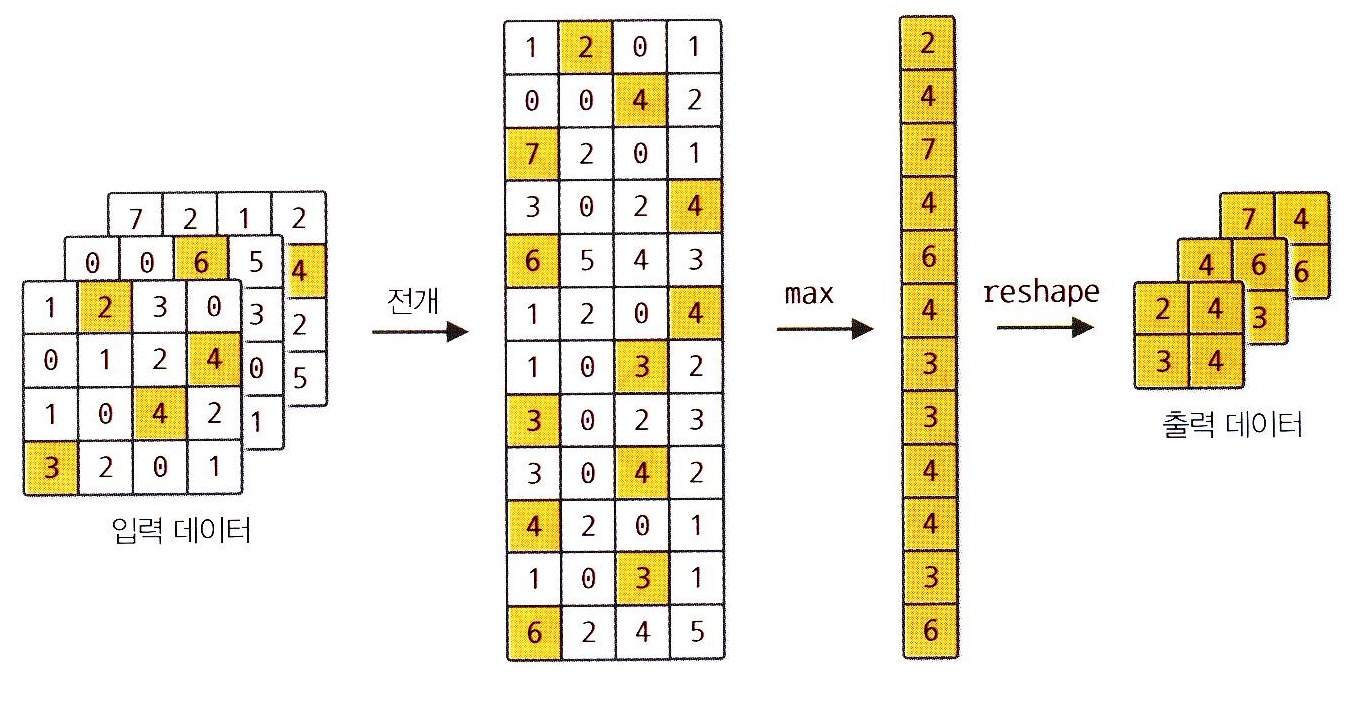 7 2 1 2
0 0 6 5 4
1 2 3 0 3 2
0 1 2 4 0 5
1 0 4 2 1
3 2 0 1
입력 데이터
전개
1 2 0 1
0 0 4 2
7 2 0 1
3 0 2 4
6 5 4 3
1 2 0 4
1 0 3 2
3 0 2 3
3 0 4 2
4 2 0 1
1 0 3 1
6 2 4 5
max
2
4
7
4
6
4
3
3
4
4
3
6
reshape
7 4
4 6 6
2 4 3
3 4
출력 데이터